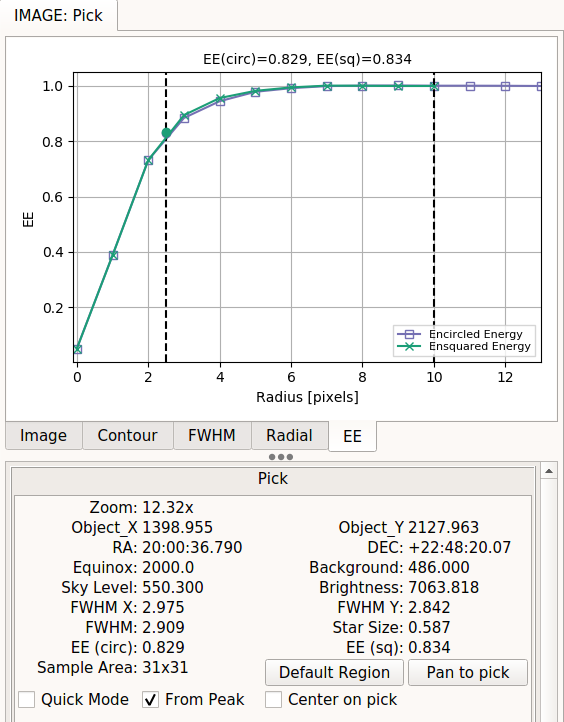 IMAGE: Pick
EE(circ)=0.829, EE(sq)=0.834
1.0
0.8
0.6
0.4
0.2
EE
0 2 4 6 8 10 12
Radius [pixels]
Encircled Energy
Ensquared Energy
Image Contour FWHM Radial EE
Pick
Zoom: 12.32x
Object_X 1398.955 Object_Y 2127.963
RA: 20:00:36.790 DEC: +22:48:20.07
Equinox: 2000.0 Background: 486.000
Sky Level: 550.300 Brightness: 7063.818
FWHM X: 2.975 FWHM Y: 2.842
FWHM: 2.909 Star Size: 0.587
EE (circ): 0.829 EE (sq): 0.834
Sample Area: 31x31 Default Region Pan to pick
Quick Mode From Peak Center on pick